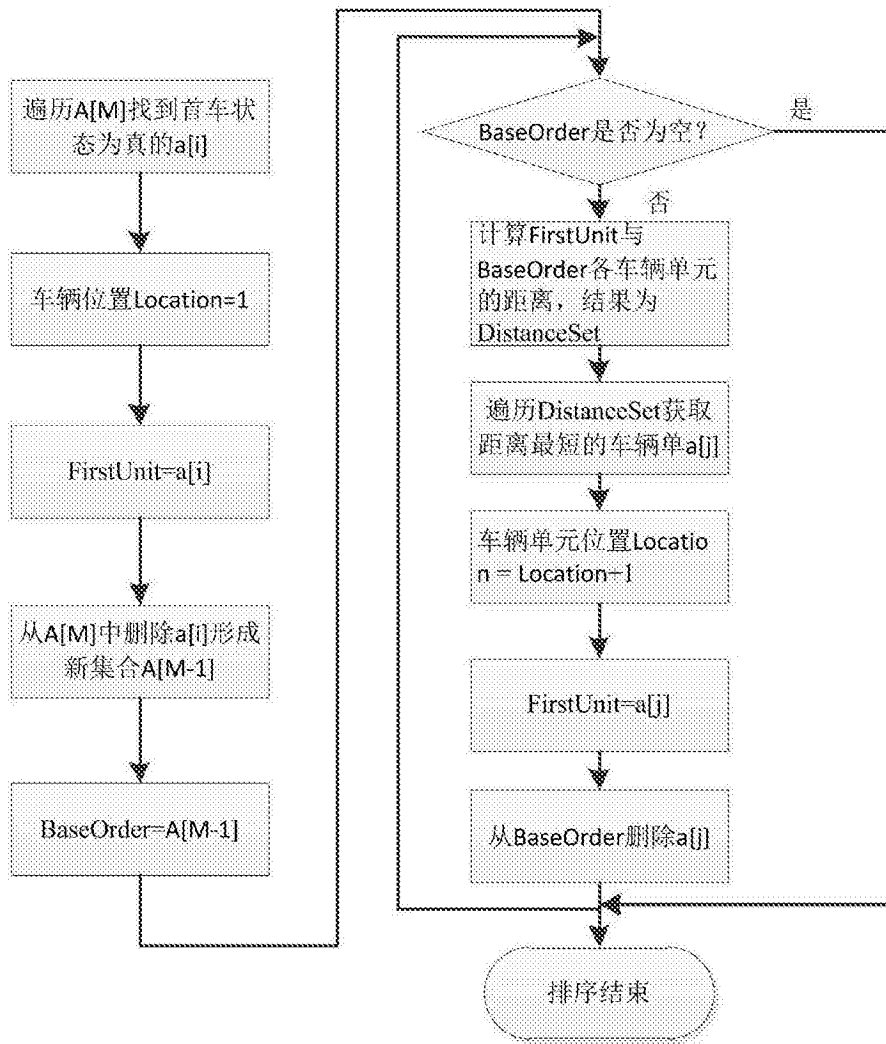 遍历A[M]找到首车状
态为真的a[i]
车辆位置Location=1
FirstUnit=a[i]
从A[M]中删除a[i]形成
新集合A[M-1]
BaseOrder=A[M-1]
BaseOrder是否为空?
是
否
计算FirstUnit与
BaseOrder各车辆单元
的距离，结果为
DistanceSet
遍历DistanceSet获取
距离最短的车辆单a[j]
车辆单元位置Locatio
n = Location+1
FirstUnit=a[j]
从BaseOrder删除a[j]
排序结束